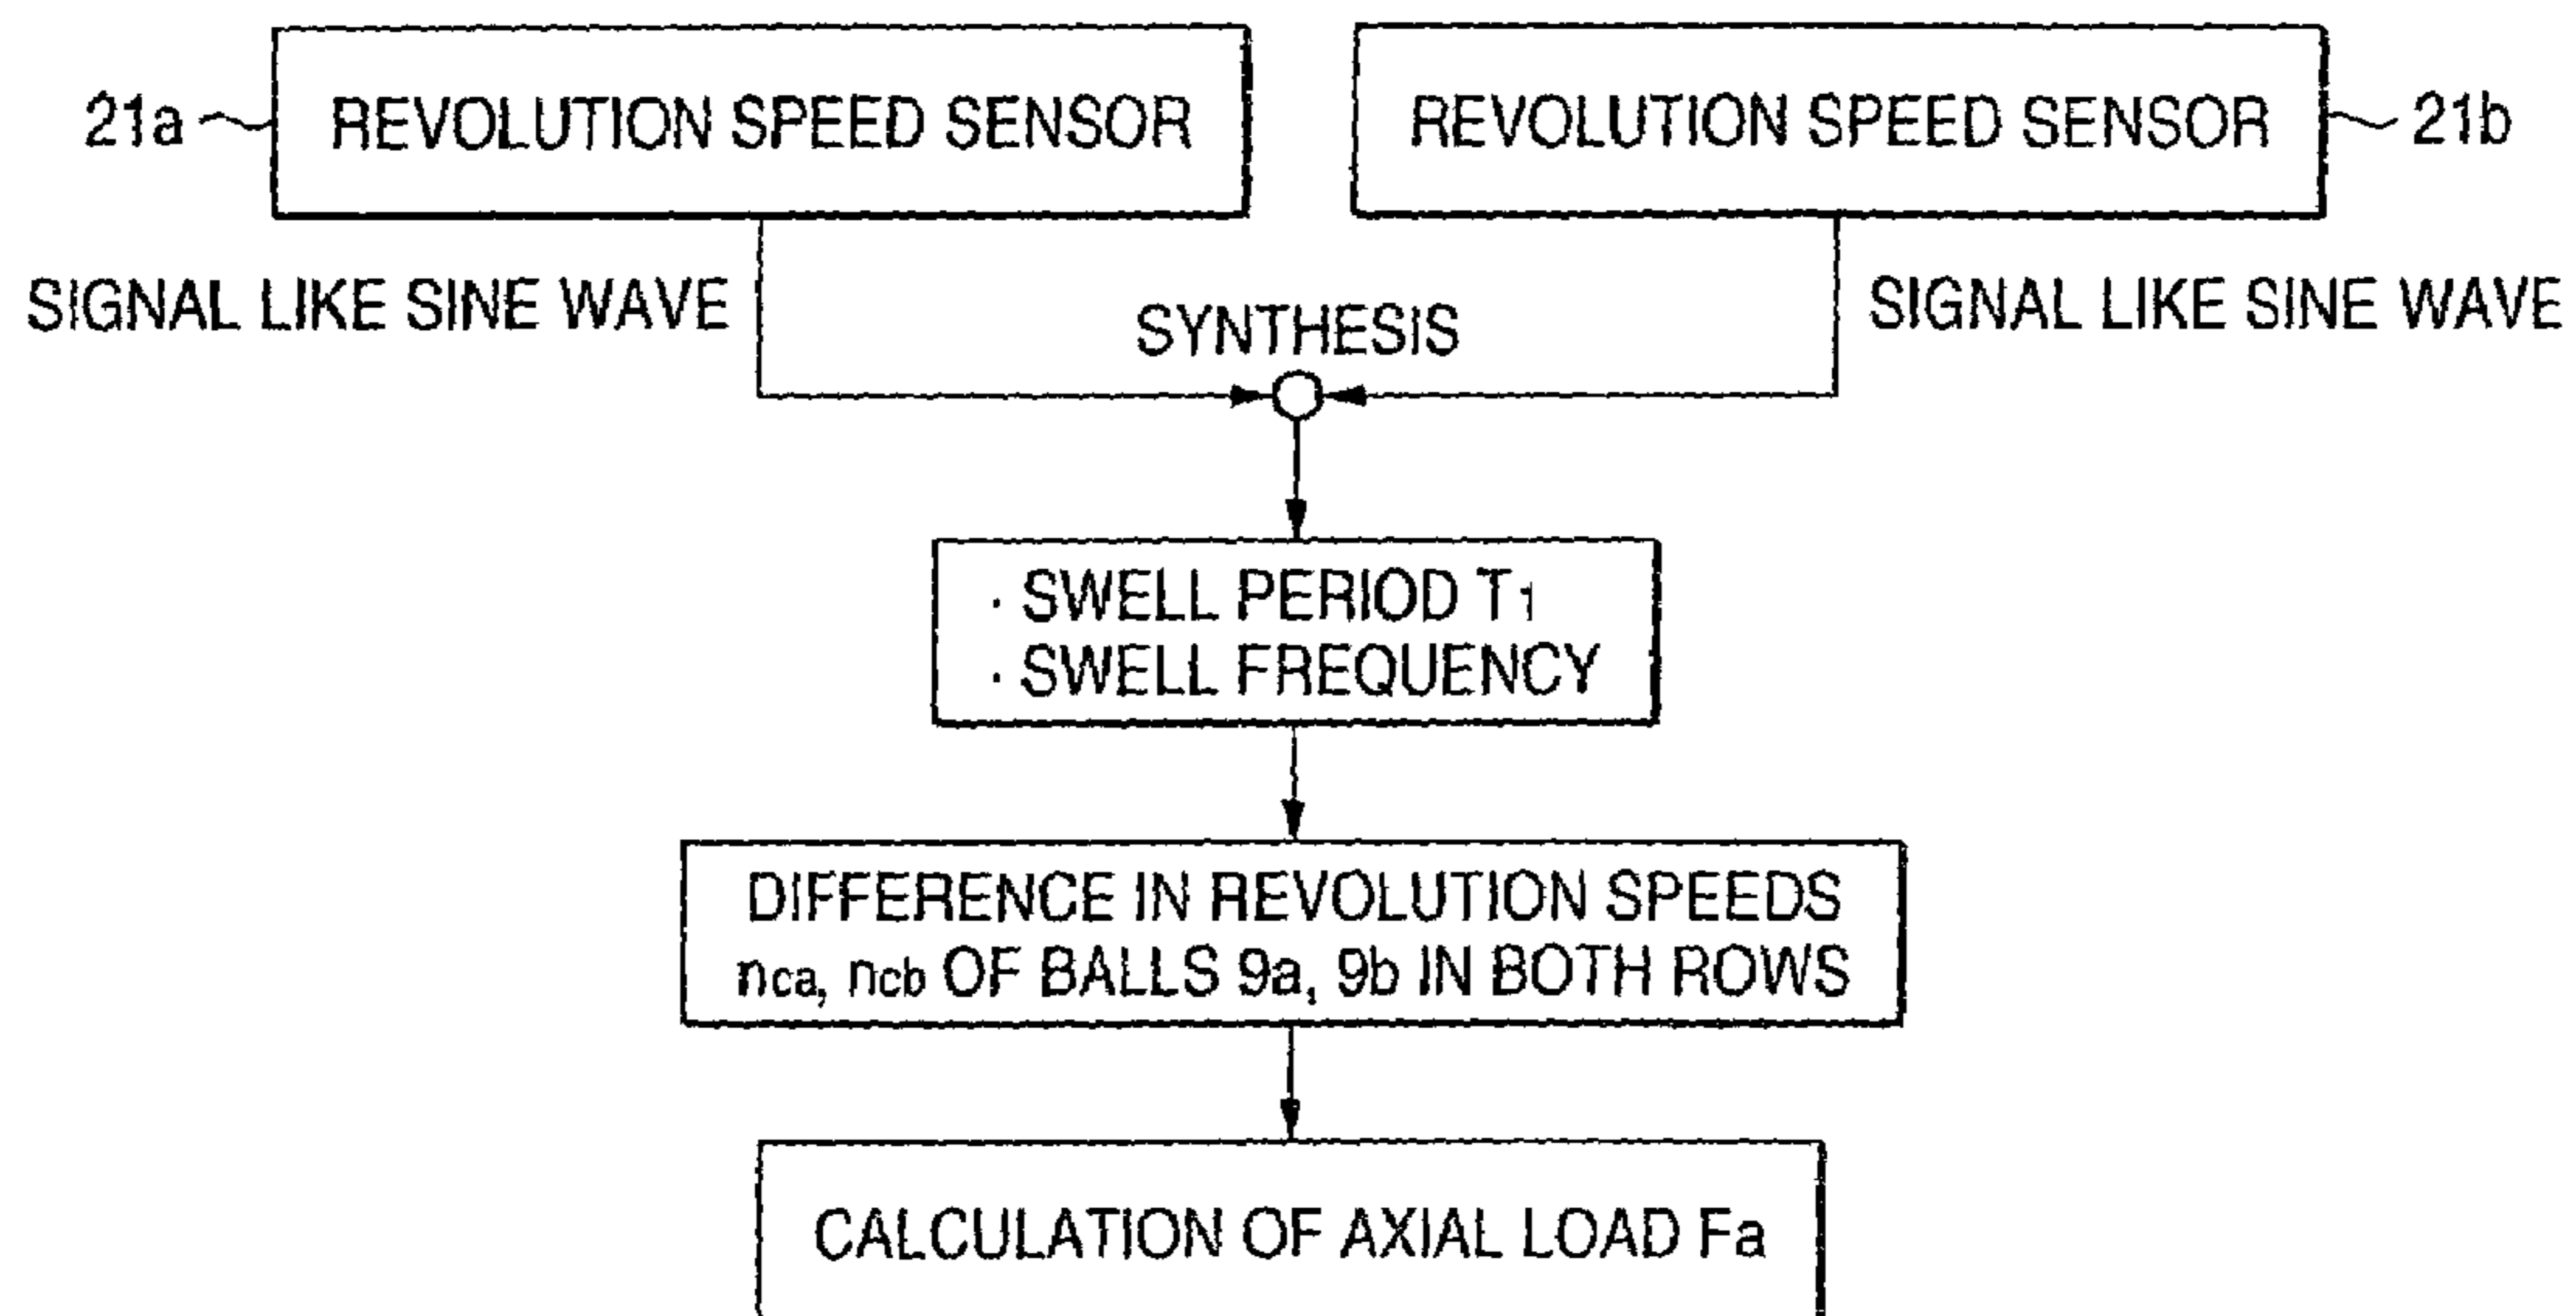 21a REVOLUTION SPEED SENSOR
REVOLUTION SPEED SENSOR 21b
SIGNAL LIKE SINE WAVE
SIGNAL LIKE SINE WAVE
SYNTHESIS
· SWELL PERIOD T1
· SWELL FREQUENCY
DIFFERENCE IN REVOLUTION SPEEDS
nca, ncb OF BALLS 9a, 9b IN BOTH ROWS
CALCULATION OF AXIAL LOAD Fa